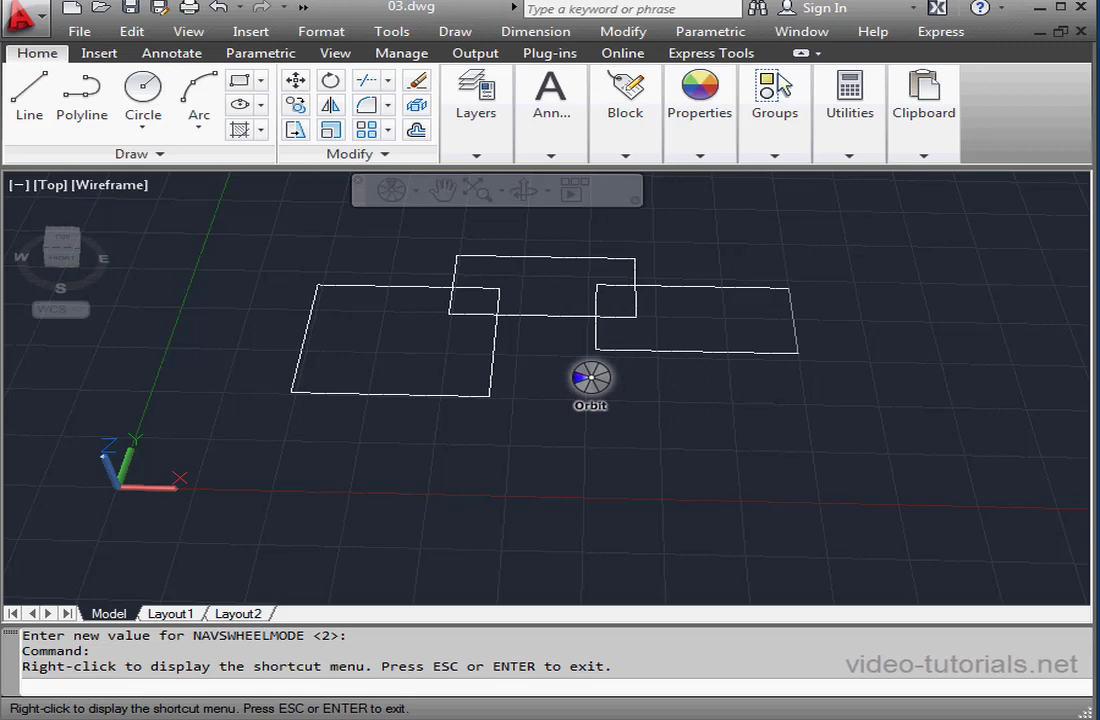 03.dwg
Type a keyword or phrase
Sign In
File Edit View Insert Format Tools Draw Dimension Modify Parametric Window Help Express
Home Insert Annotate Parametric View Manage Output Plug-ins Online Express Tools
Line Polyline Circle Arc
Layers Ann... Block Properties Groups Utilities Clipboard
Draw Modify
[−] [Top] [Wireframe]
TOP
W FRONT E
S
WCS
Orbit
Z Y
X
Model Layout1 Layout2
Enter new value for NAVSWHEELMODE <2>:
Command:
Right-click to display the shortcut menu. Press ESC or ENTER to exit.
video-tutorials.net
Right-click to display the shortcut menu. Press ESC or ENTER to exit.